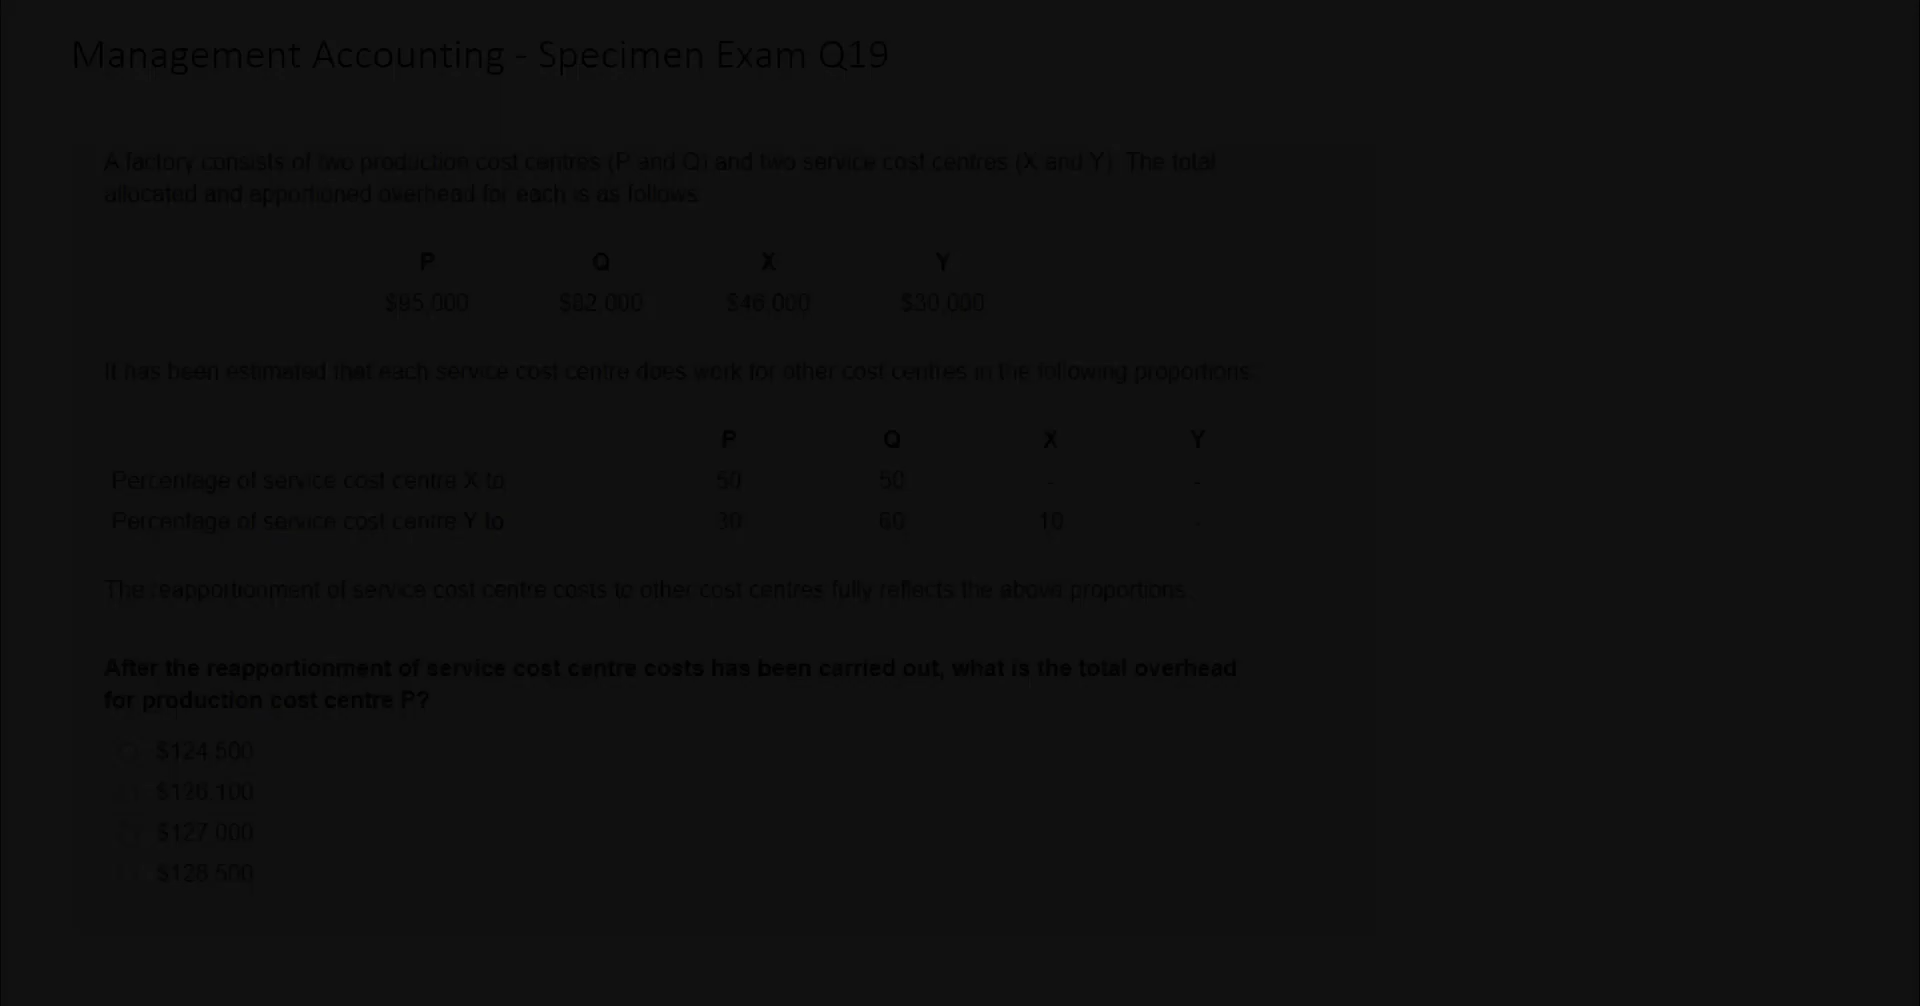 Management Accounting - Specimen Exam Q19
A factory consists of two production cost centres (P and Q) and two service cost centres (X and Y). The total
allocated and apportioned overhead for each is as follows:
P Q X Y
$95,000 $82,000 $46,000 $30,000
It has been estimated that each service cost centre does work for other cost centres in the following proportions:
P Q X Y
Percentage of service cost centre X to 50 50 - -
Percentage of service cost centre Y to 30 60 10 -
The reapportionment of service cost centre costs to other cost centres fully reflects the above proportions.
After the reapportionment of service cost centre costs has been carried out, what is the total overhead
for production cost centre P?
$124,500
$126,100
$127,000
$128,500